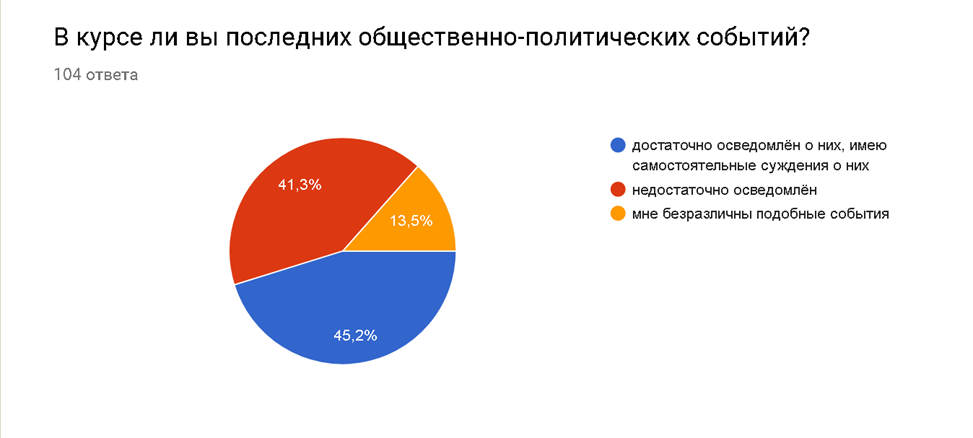 В курсе ли вы последних общественно-политических событий?
104 ответа
достаточно осведомлён о них, имею
самостоятельные суждения о них
недостаточно осведомлён
мне безразличны подобные события
41,3%
13,5%
45,2%